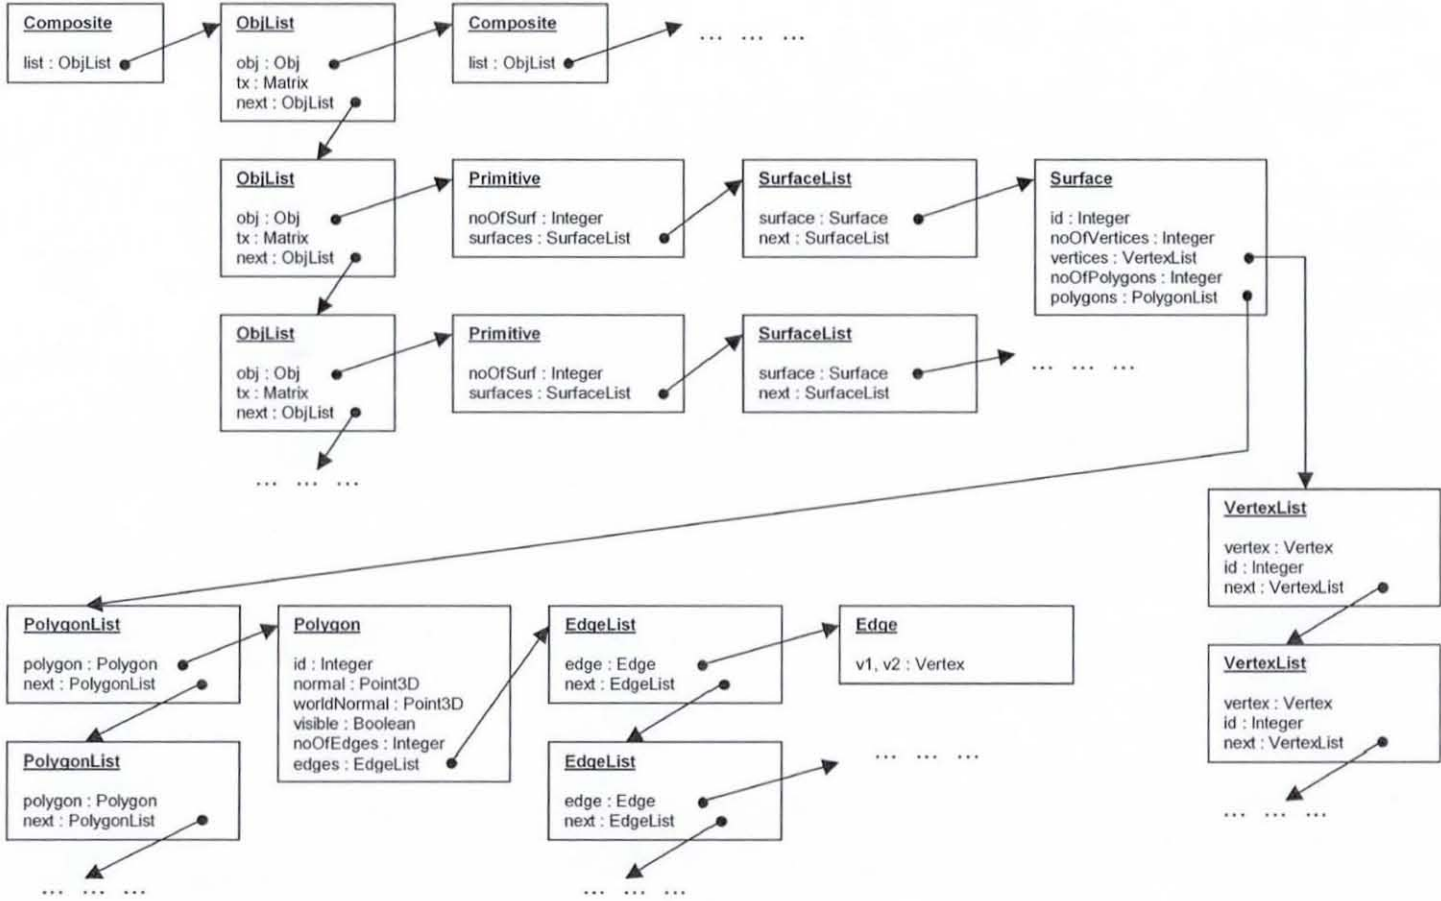 Composite
list : ObjList
ObjList
obj : Obj
tx : Matrix
next : ObjList
Composite
list : ObjList
... ... ...
ObjList
obj : Obj
tx : Matrix
next : ObjList
Primitive
noOfSurf : Integer
surfaces : SurfaceList
SurfaceList
surface : Surface
next : SurfaceList
Surface
id : Integer
noOfVertices : Integer
vertices : VertexList
noOfPolygons : Integer
polygons : PolygonList
ObjList
obj : Obj
tx : Matrix
next : ObjList
Primitive
noOfSurf : Integer
surfaces : SurfaceList
SurfaceList
surface : Surface
next : SurfaceList
... ... ...
... ... ...
VertexList
vertex : Vertex
id : Integer
next : VertexList
PolygonList
polygon : Polygon
next : PolygonList
Polygon
id : Integer
normal : Point3D
worldNormal : Point3D
visible : Boolean
noOfEdges : Integer
edges : EdgeList
EdgeList
edge : Edge
next : EdgeList
Edge
v1, v2 : Vertex
VertexList
vertex : Vertex
id : Integer
next : VertexList
PolygonList
polygon : Polygon
next : PolygonList
EdgeList
edge : Edge
next : EdgeList
... ... ...
... ... ...
... ... ...
... ... ...